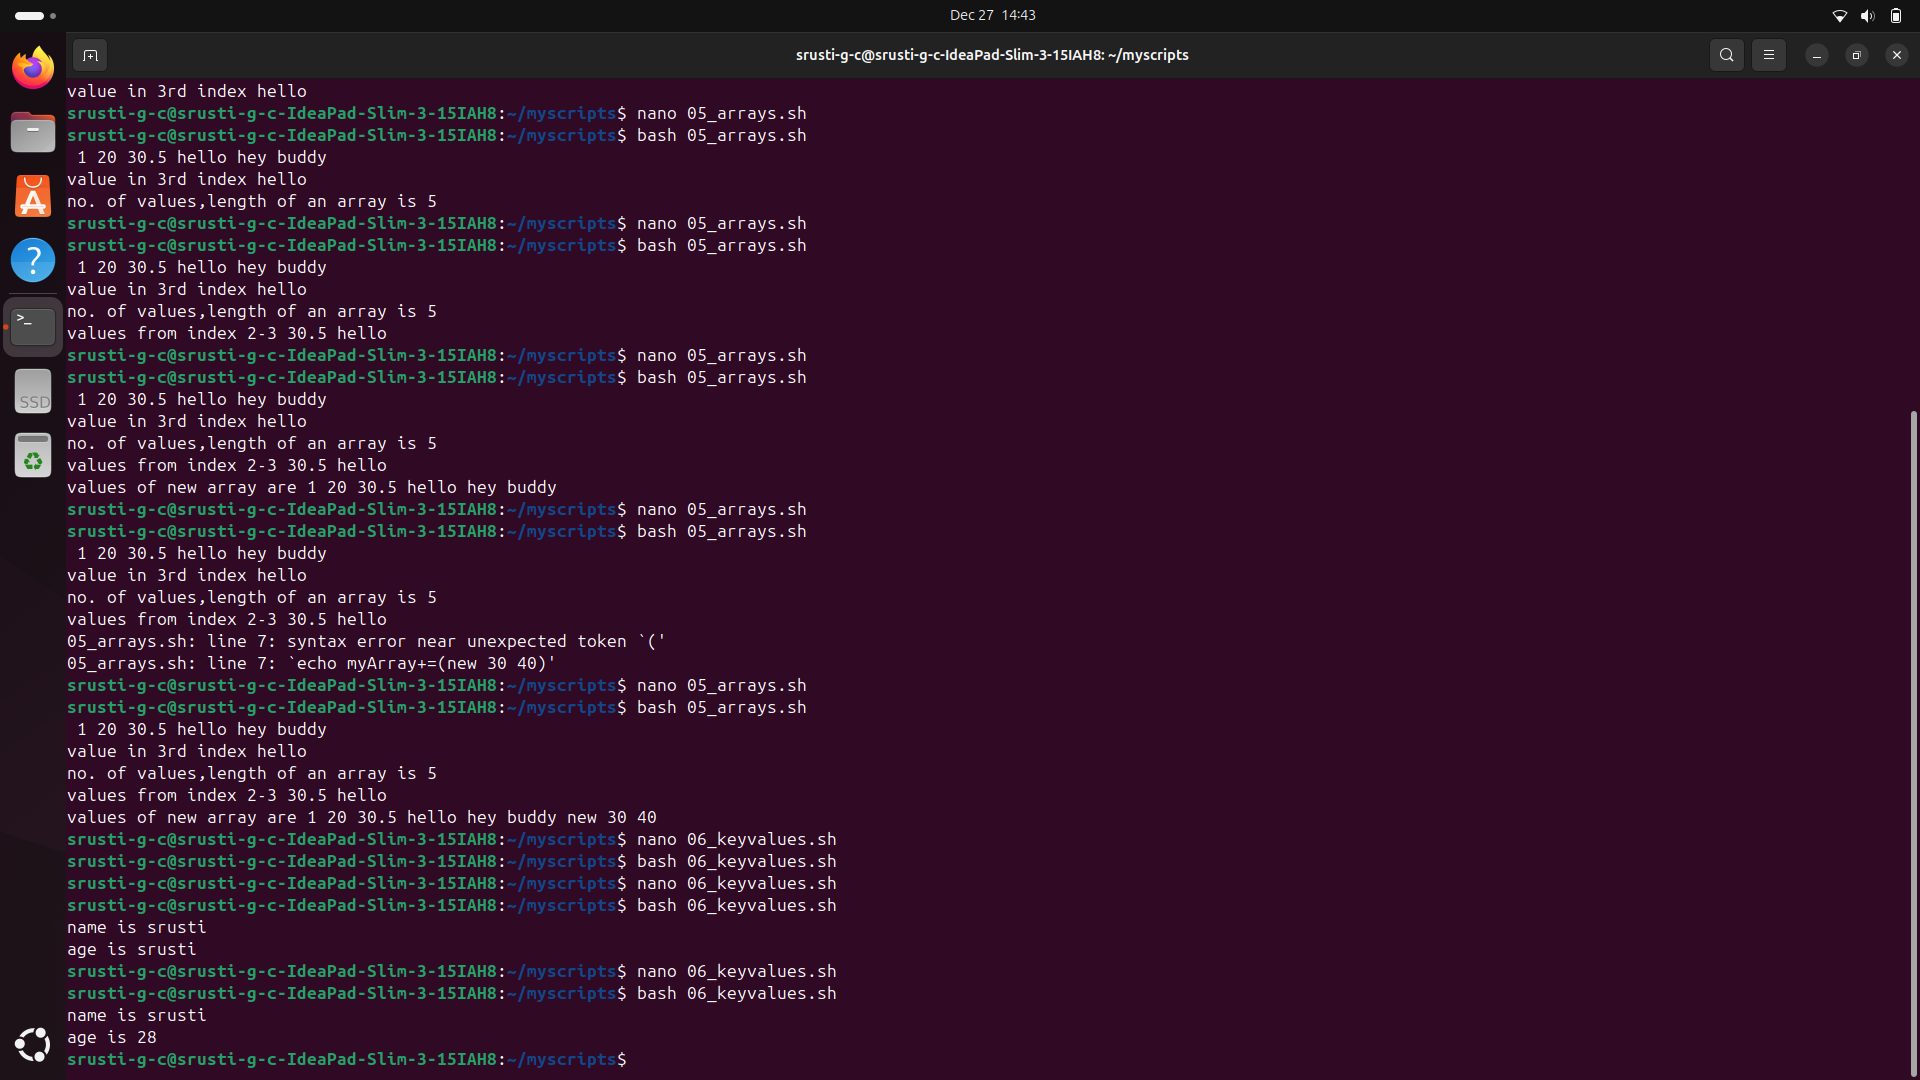 Dec 27 14:43
srusti-g-c@srusti-g-c-IdeaPad-Slim-3-15IAH8: ~/myscripts
value in 3rd index hello
srusti-g-c@srusti-g-c-IdeaPad-Slim-3-15IAH8:~/myscripts$ nano 05_arrays.sh
srusti-g-c@srusti-g-c-IdeaPad-Slim-3-15IAH8:~/myscripts$ bash 05_arrays.sh
 1 20 30.5 hello hey buddy
value in 3rd index hello
no. of values,length of an array is 5
srusti-g-c@srusti-g-c-IdeaPad-Slim-3-15IAH8:~/myscripts$ nano 05_arrays.sh
srusti-g-c@srusti-g-c-IdeaPad-Slim-3-15IAH8:~/myscripts$ bash 05_arrays.sh
 1 20 30.5 hello hey buddy
value in 3rd index hello
no. of values,length of an array is 5
values from index 2-3 30.5 hello
srusti-g-c@srusti-g-c-IdeaPad-Slim-3-15IAH8:~/myscripts$ nano 05_arrays.sh
srusti-g-c@srusti-g-c-IdeaPad-Slim-3-15IAH8:~/myscripts$ bash 05_arrays.sh
 1 20 30.5 hello hey buddy
value in 3rd index hello
no. of values,length of an array is 5
values from index 2-3 30.5 hello
values of new array are 1 20 30.5 hello hey buddy
srusti-g-c@srusti-g-c-IdeaPad-Slim-3-15IAH8:~/myscripts$ nano 05_arrays.sh
srusti-g-c@srusti-g-c-IdeaPad-Slim-3-15IAH8:~/myscripts$ bash 05_arrays.sh
 1 20 30.5 hello hey buddy
value in 3rd index hello
no. of values,length of an array is 5
values from index 2-3 30.5 hello
05_arrays.sh: line 7: syntax error near unexpected token `('
05_arrays.sh: line 7: `echo myArray+=(new 30 40)'
srusti-g-c@srusti-g-c-IdeaPad-Slim-3-15IAH8:~/myscripts$ nano 05_arrays.sh
srusti-g-c@srusti-g-c-IdeaPad-Slim-3-15IAH8:~/myscripts$ bash 05_arrays.sh
 1 20 30.5 hello hey buddy
value in 3rd index hello
no. of values,length of an array is 5
values from index 2-3 30.5 hello
values of new array are 1 20 30.5 hello hey buddy new 30 40
srusti-g-c@srusti-g-c-IdeaPad-Slim-3-15IAH8:~/myscripts$ nano 06_keyvalues.sh
srusti-g-c@srusti-g-c-IdeaPad-Slim-3-15IAH8:~/myscripts$ bash 06_keyvalues.sh
srusti-g-c@srusti-g-c-IdeaPad-Slim-3-15IAH8:~/myscripts$ nano 06_keyvalues.sh
srusti-g-c@srusti-g-c-IdeaPad-Slim-3-15IAH8:~/myscripts$ bash 06_keyvalues.sh
name is srusti
age is srusti
srusti-g-c@srusti-g-c-IdeaPad-Slim-3-15IAH8:~/myscripts$ nano 06_keyvalues.sh
srusti-g-c@srusti-g-c-IdeaPad-Slim-3-15IAH8:~/myscripts$ bash 06_keyvalues.sh
name is srusti
age is 28
srusti-g-c@srusti-g-c-IdeaPad-Slim-3-15IAH8:~/myscripts$
SSD